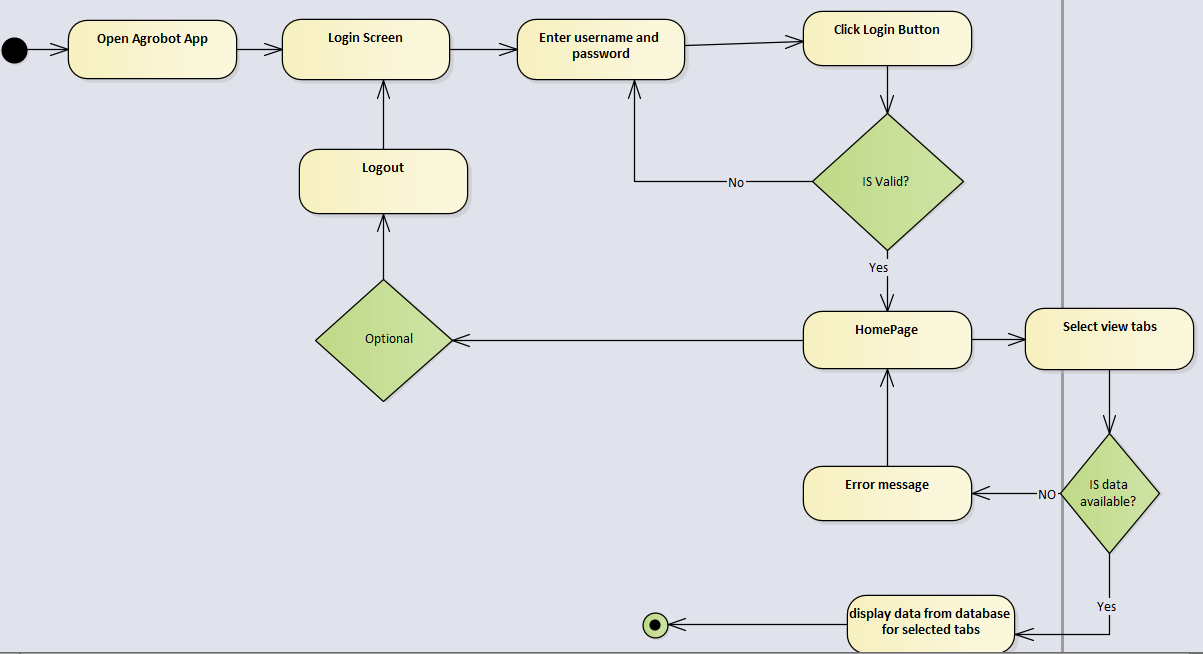 Open Agrobot App
Login Screen
Enter username and
password
Click Login Button
Logout
No
IS Valid?
Yes
Optional
HomePage
Select view tabs
Error message
NO
IS data
available?
Yes
display data from database
for selected tabs